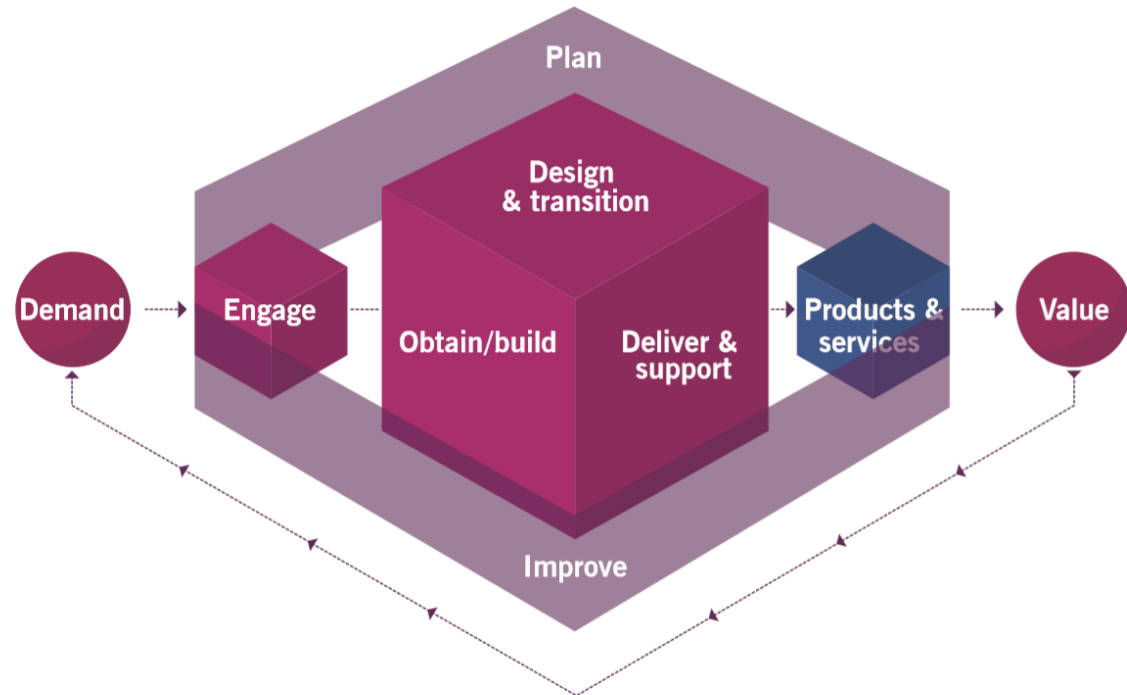 Plan
Design
& transition
Demand
Engage
Obtain/build
Deliver &
support
Products &
services
Value
Improve